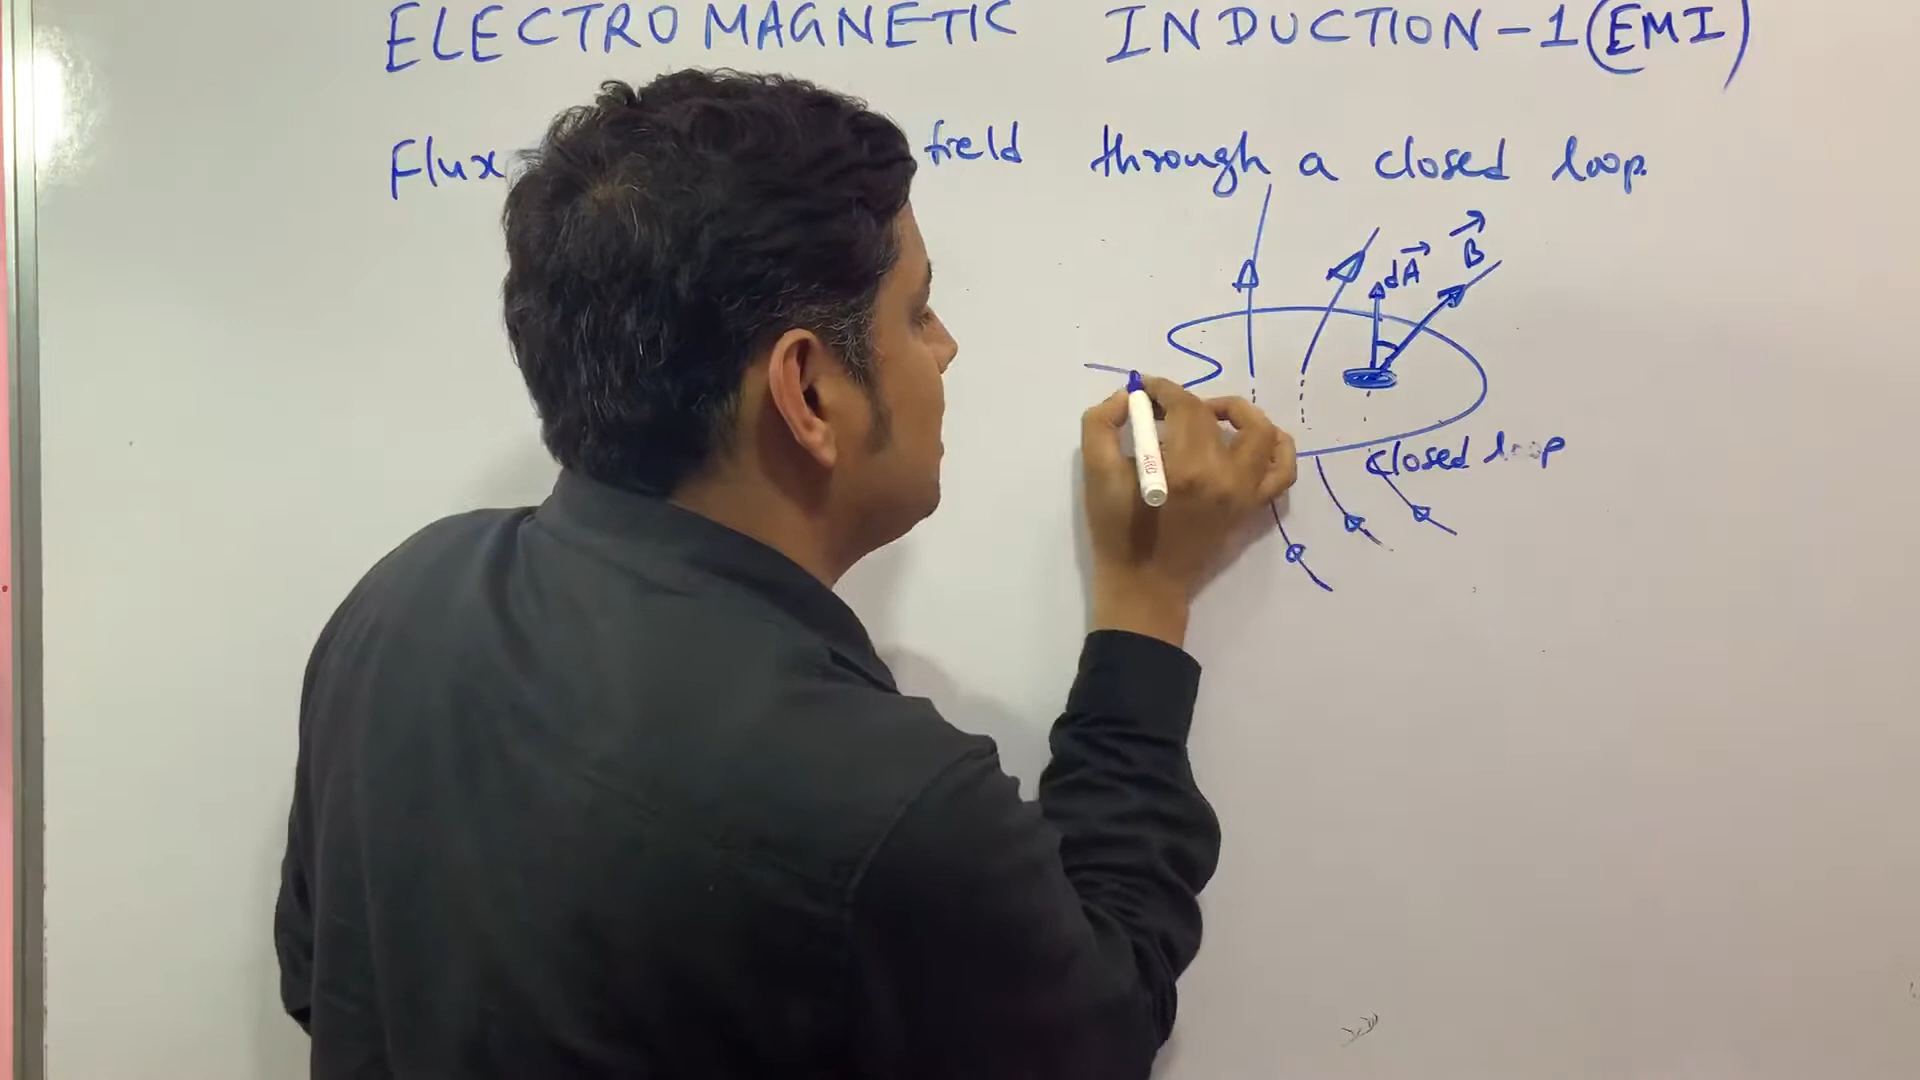 ELECTROMAGNETIC INDUCTION-1 (EMI)
Flux field through a closed loop.
dA B
closed loop